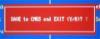 SAVE to CMOS and EXIT (Y/N)? Y